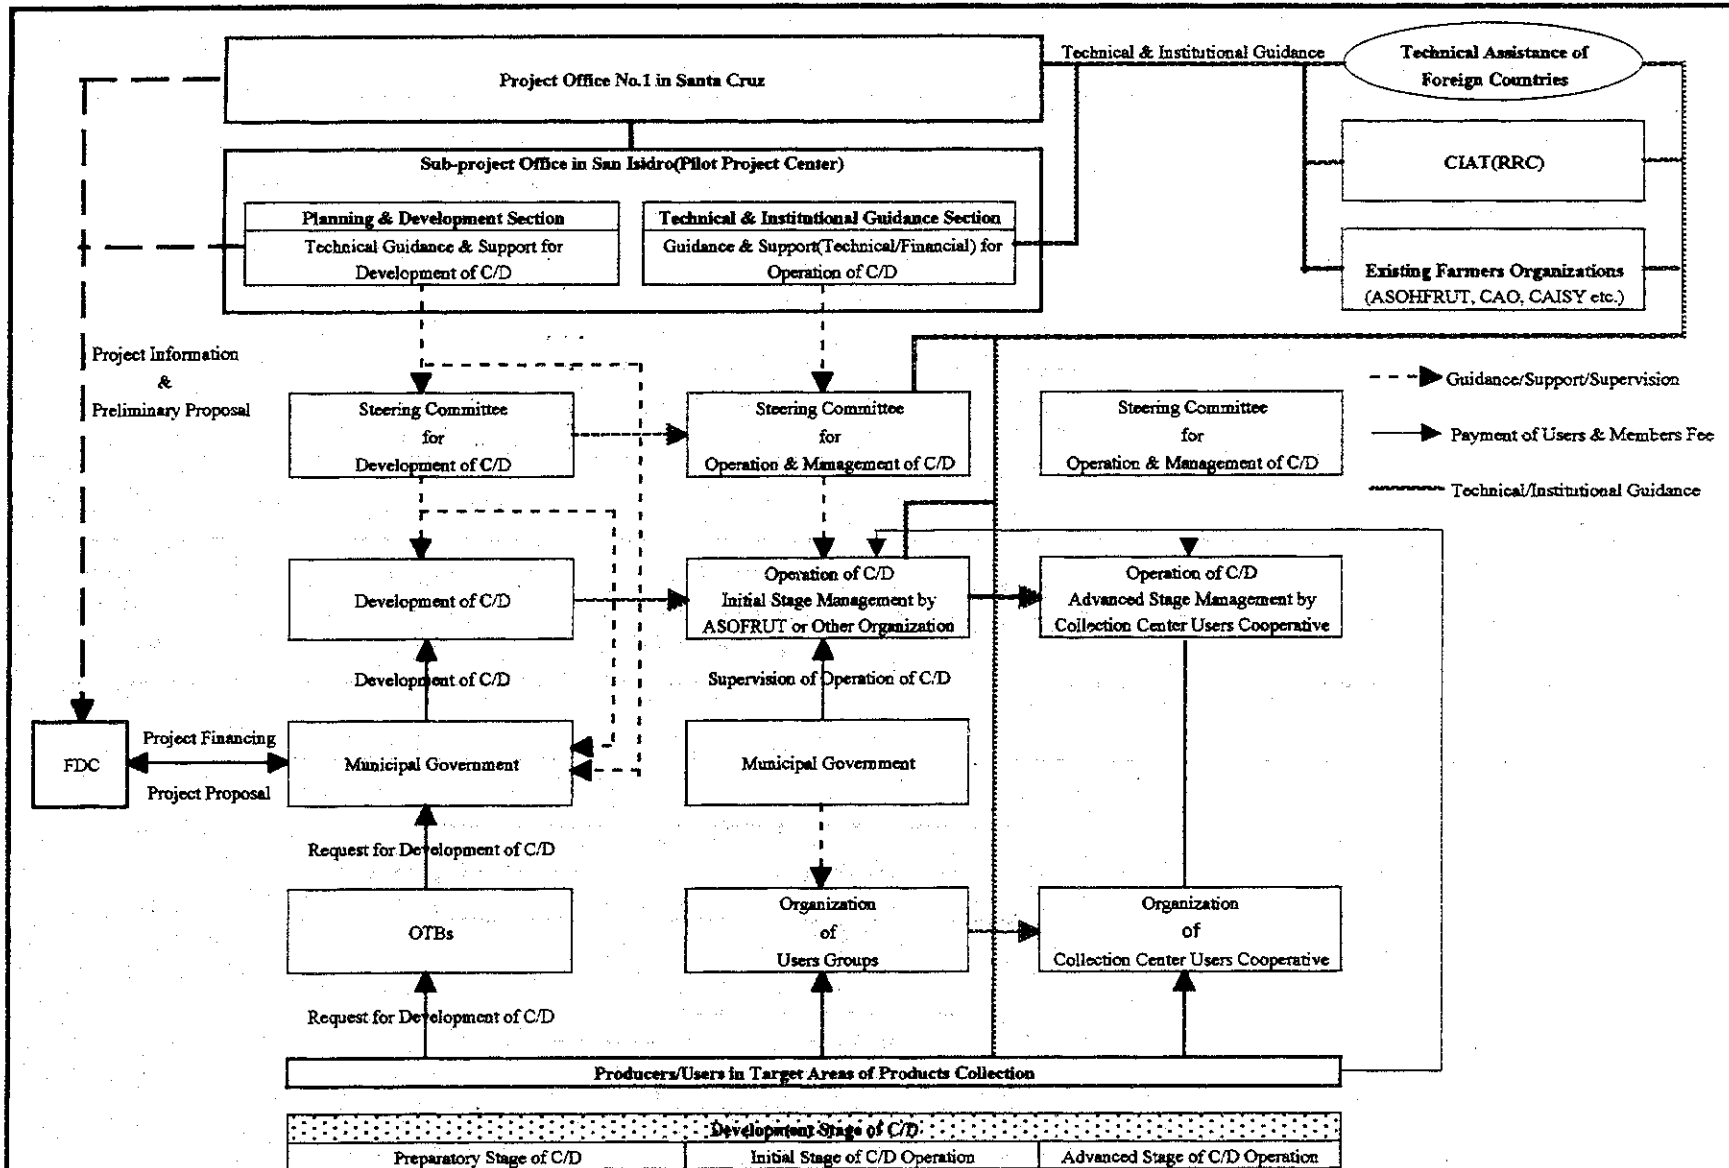 Project Office No.1 in Santa Cruz
Technical & Institutional Guidance
Technical Assistance of
Foreign Countries
Sub-project Office in San Isidro(Pilot Project Center)
CIAT(RRC)
Planning & Development Section
Technical Guidance & Support for
Development of C/D
Technical & Institutional Guidance Section
Guidance & Support(Technical/Financial) for
Operation of C/D
Existing Farmers Organizations
(ASOHFRUT, CAO, CAISY etc.)
Project Information
&
Preliminary Proposal
Steering Committee
for
Development of C/D
Steering Committee
for
Operation & Management of C/D
Steering Committee
for
Operation & Management of C/D
Guidance/Support/Supervision
Payment of Users & Members Fee
Technical/Institutional Guidance
Development of C/D
Operation of C/D
Initial Stage Management by
ASOFRUT or Other Organization
Operation of C/D
Advanced Stage Management by
Collection Center Users Cooperative
Development of C/D
Supervision of Operation of C/D
FDC
Project Financing
Project Proposal
Municipal Government
Municipal Government
Request for Development of C/D
OTBs
Organization
of
Users Groups
Organization
of
Collection Center Users Cooperative
Request for Development of C/D
Producers/Users in Target Areas of Products Collection
Development Stage of C/D
Preparatory Stage of C/D
Initial Stage of C/D Operation
Advanced Stage of C/D Operation